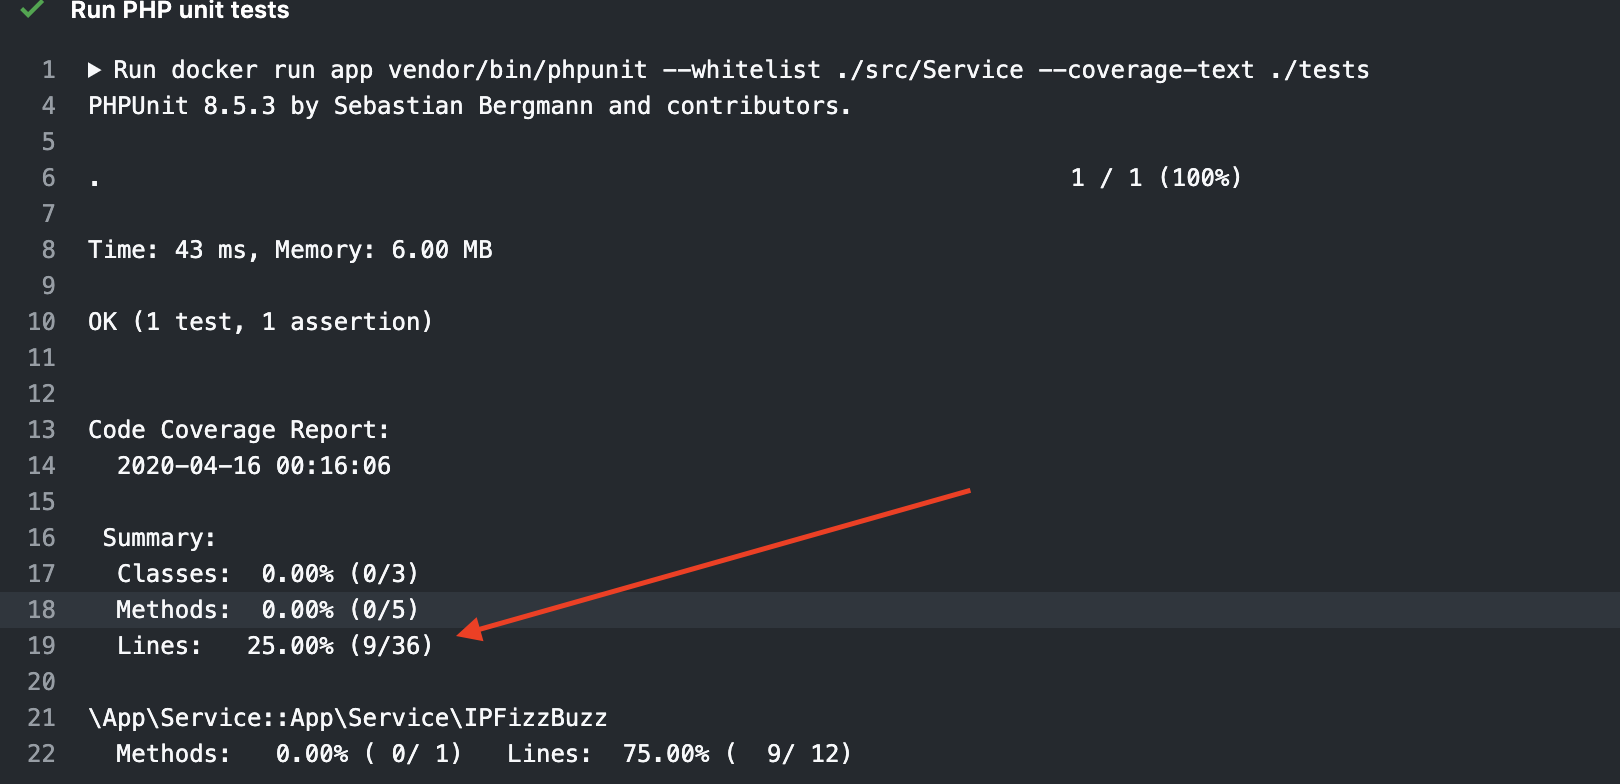 Run PHP unit tests
1 ▶ Run docker run app vendor/bin/phpunit --whitelist ./src/Service --coverage-text ./tests
4 PHPUnit 8.5.3 by Sebastian Bergmann and contributors.
5
6 . 1 / 1 (100%)
7
8 Time: 43 ms, Memory: 6.00 MB
9
10 OK (1 test, 1 assertion)
11
12
13 Code Coverage Report:
14 2020-04-16 00:16:06
15
16 Summary:
17 Classes: 0.00% (0/3)
18 Methods: 0.00% (0/5)
19 Lines: 25.00% (9/36)
20
21 \App\Service::App\Service\IPFizzBuzz
22 Methods: 0.00% ( 0/ 1) Lines: 75.00% ( 9/ 12)